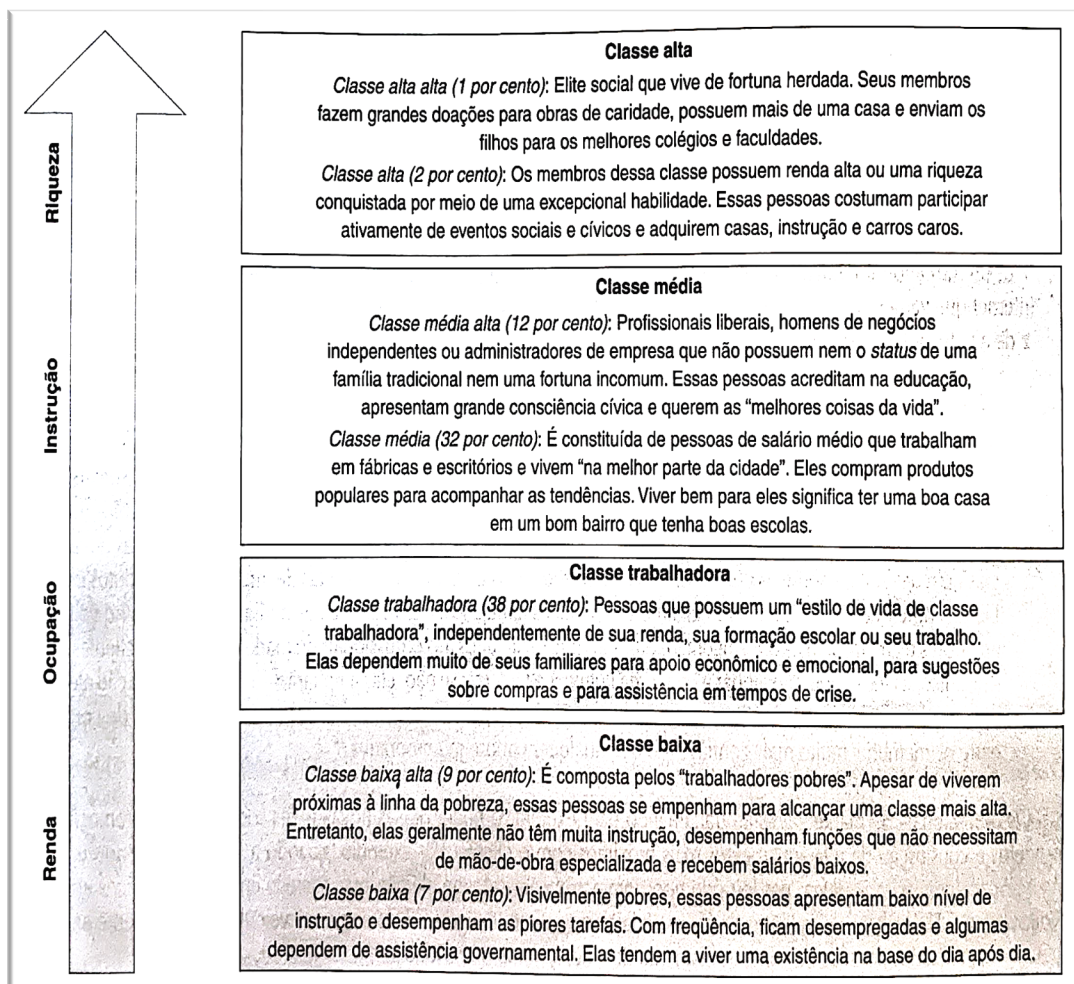 Riqueza
Instrução
Ocupação
Renda
Classe alta
Classe alta alta (1 por cento): Elite social que vive de fortuna herdada. Seus membros
fazem grandes doações para obras de caridade, possuem mais de uma casa e enviam os
filhos para os melhores colégios e faculdades.
Classe alta (2 por cento): Os membros dessa classe possuem renda alta ou uma riqueza
conquistada por meio de uma excepcional habilidade. Essas pessoas costumam participar
ativamente de eventos sociais e cívicos e adquirem casas, instrução e carros caros.
Classe média
Classe média alta (12 por cento): Profissionais liberais, homens de negócios
independentes ou administradores de empresa que não possuem nem o status de uma
família tradicional nem uma fortuna incomum. Essas pessoas acreditam na educação,
apresentam grande consciência cívica e querem as “melhores coisas da vida”.
Classe média (32 por cento): É constituída de pessoas de salário médio que trabalham
em fábricas e escritórios e vivem “na melhor parte da cidade”. Eles compram produtos
populares para acompanhar as tendências. Viver bem para eles significa ter uma boa casa
em um bom bairro que tenha boas escolas.
Classe trabalhadora
Classe trabalhadora (38 por cento): Pessoas que possuem um “estilo de vida de classe
trabalhadora”, independentemente de sua renda, sua formação escolar ou seu trabalho.
Elas dependem muito de seus familiares para apoio econômico e emocional, para sugestões
sobre compras e para assistência em tempos de crise.
Classe baixa
Classe baixa alta (9 por cento): É composta pelos “trabalhadores pobres”. Apesar de viverem
próximas à linha da pobreza, essas pessoas se empenham para alcançar uma classe mais alta.
Entretanto, elas geralmente não têm muita instrução, desempenham funções que não necessitam
de mão-de-obra especializada e recebem salários baixos.
Classe baixa (7 por cento): Visivelmente pobres, essas pessoas apresentam baixo nível de
instrução e desempenham as piores tarefas. Com freqüência, ficam desempregadas e algumas
dependem de assistência governamental. Elas tendem a viver uma existência na base do dia após dia.